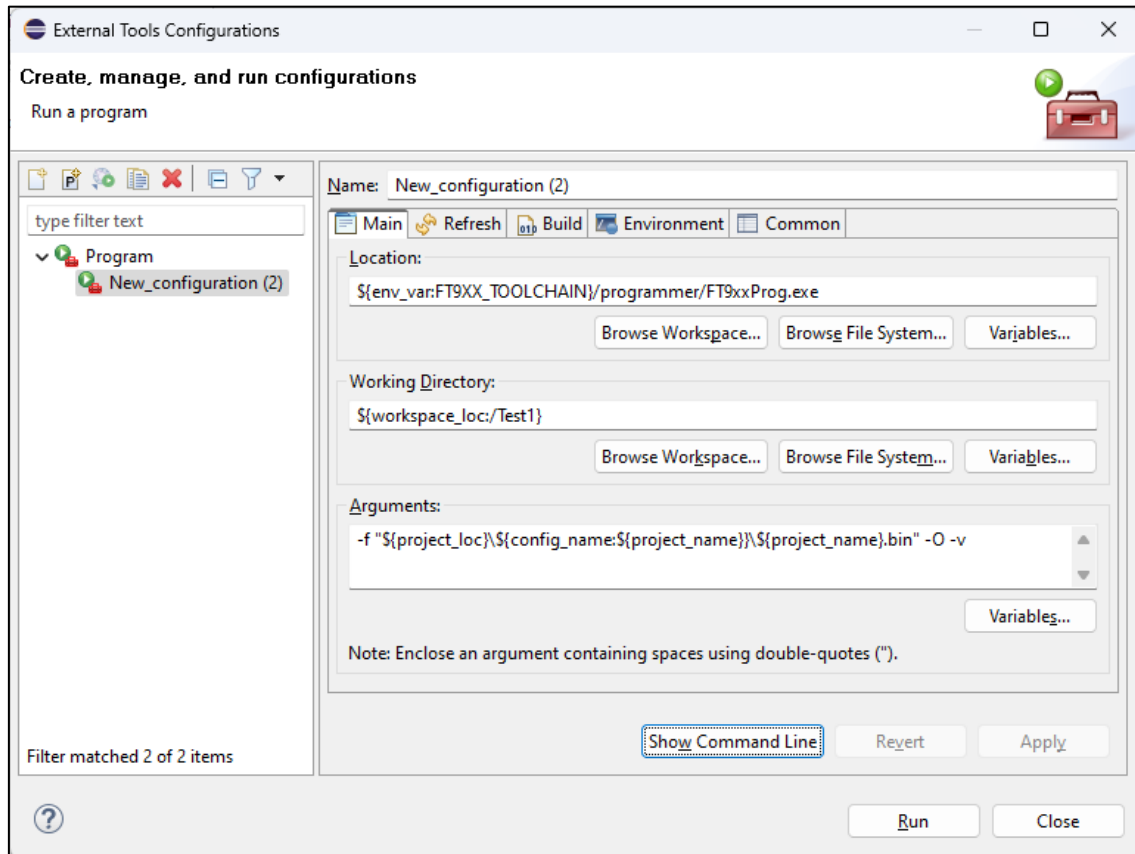 External Tools Configurations
Create, manage, and run configurations
Run a program
type filter text
Program
New_configuration (2)
Filter matched 2 of 2 items
Name: New_configuration (2)
Main Refresh Build Environment Common
Location:
${env_var:FT9XX_TOOLCHAIN}/programmer/FT9xxProg.exe
Browse Workspace... Browse File System... Variables...
Working Directory:
${workspace_loc:/Test1}
Browse Workspace... Browse File System... Variables...
Arguments:
-f "${project_loc}\${config_name:${project_name}}\${project_name}.bin" -O -v
Variables...
Note: Enclose an argument containing spaces using double-quotes (").
Show Command Line Revert Apply
Run Close